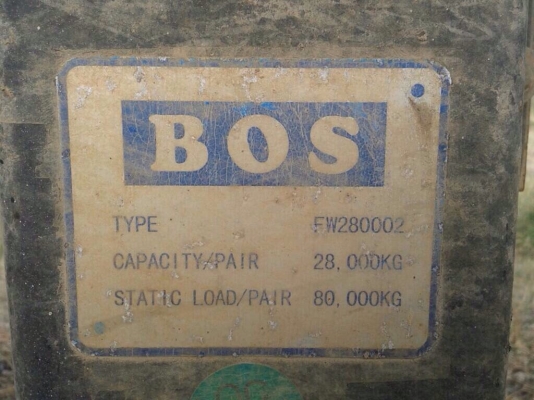 BOS
TYPE FW280002
CAPACITY/PAIR 28,000KG
STATIC LOAD/PAIR 80,000KG